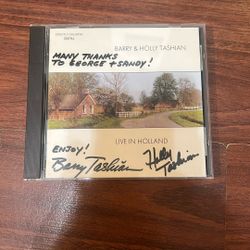 MANY THANKS
TO GEORGE + SANDY!
BARRY & HOLLY TASHIAN
LIVE IN HOLLAND
ENJOY!
Barry Tashian
Holly
Tashian